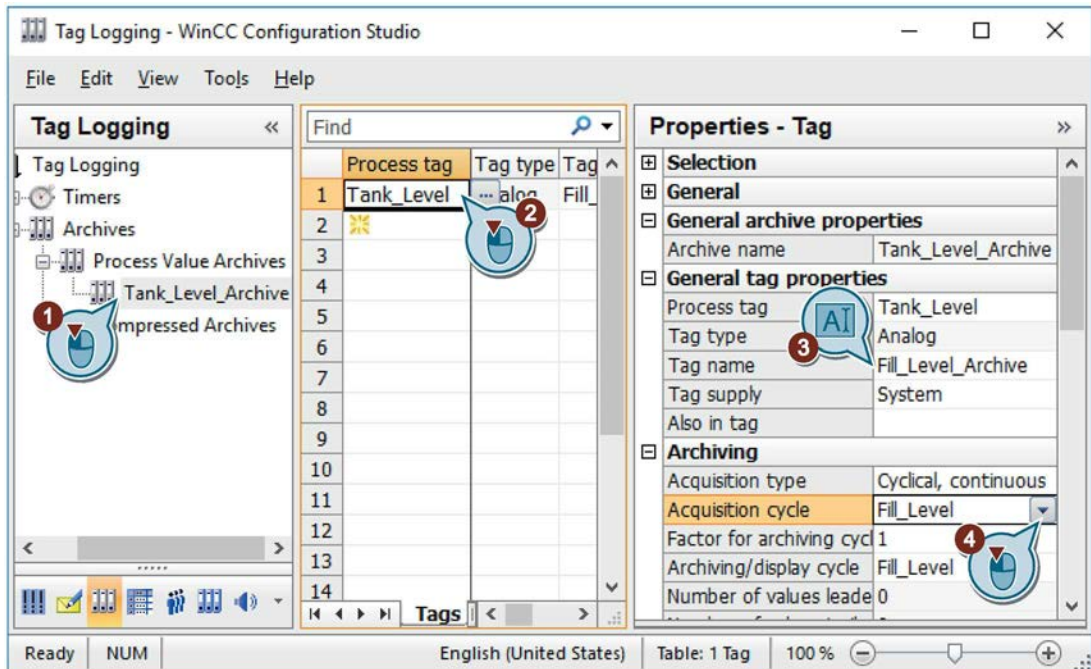 Tag Logging - WinCC Configuration Studio
File Edit View Tools Help
Tag Logging «
Tag Logging
Timers
Archives
Process Value Archives
Tank_Level_Archive
mpressed Archives
1
Find
Process tag Tag type Tag
1 Tank_Level ... alog Fill_
2
2
3
4
5
6
7
8
9
10
11
12
13
14
Tags
Properties - Tag »
Selection
General
General archive properties
Archive name Tank_Level_Archive
General tag properties
Process tag Tank_Level
Tag type Analog
AI
3
Tag name Fill_Level_Archive
Tag supply System
Also in tag
Archiving
Acquisition type Cyclical, continuous
Acquisition cycle Fill_Level
Factor for archiving cycl 1
4
Archiving/display cycle Fill_Level
Number of values leade 0
Ready NUM English (United States) Table: 1 Tag 100 %